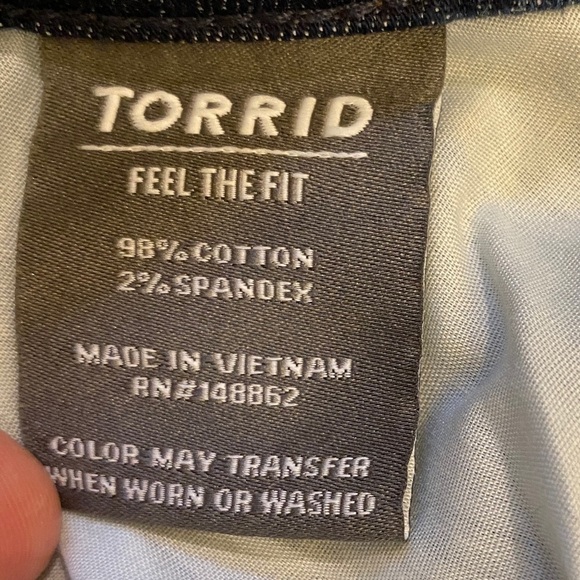 TORRID
FEEL THE FIT
98% COTTON
2% SPANDEX
MADE IN VIETNAM
RN#148862
COLOR MAY TRANSFER
WHEN WORN OR WASHED